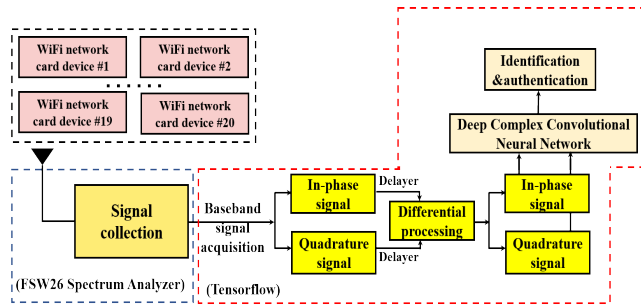 WiFi network
card device #1
WiFi network
card device #2
WiFi network
card device #19
WiFi network
card device #20
Identification
&authentication
Deep Complex Convolutional
Neural Network
Signal
collection
(FSW26 Spectrum Analyzer)
Baseband
signal
acquisition
In-phase
signal
Delayer
Quadrature
signal
Delayer
Differential
processing
In-phase
signal
Quadrature
signal
(Tensorflow)